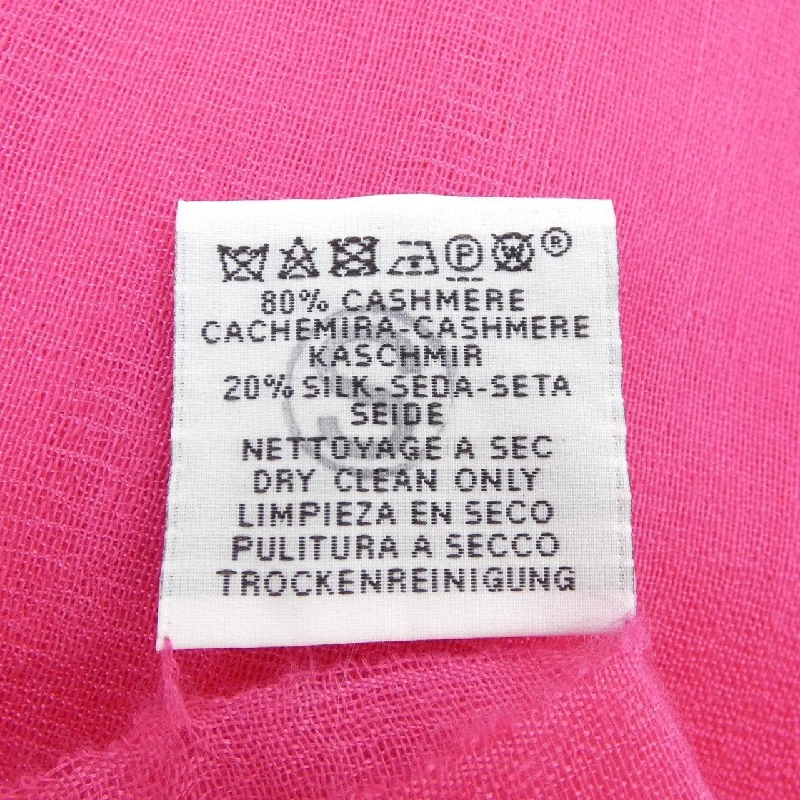 P W ®
80% CASHMERE
CACHEMIRA-CASHMERE
KASCHMIR
20% SILK-SEDA-SETA
SEIDE
NETTOYAGE A SEC
DRY CLEAN ONLY
LIMPIEZA EN SECO
PULITURA A SECCO
TROCKENREINIGUNG